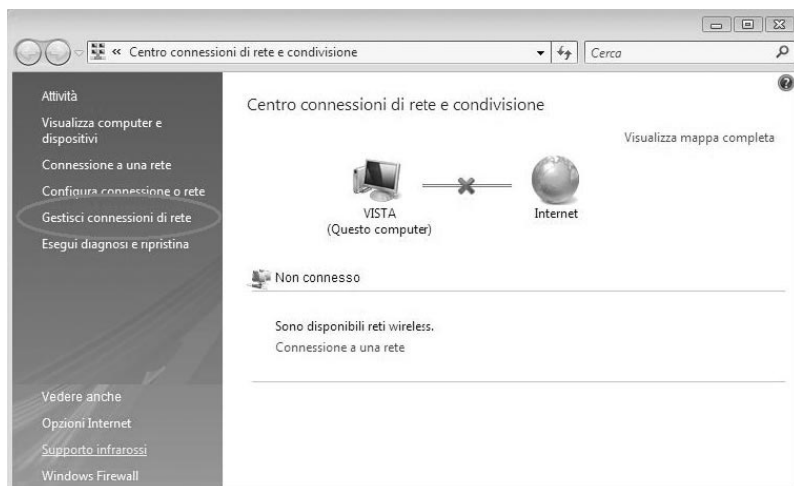 « Centro connessioni di rete e condivisione
Cerca
Attività
Visualizza computer e
dispositivi
Connessione a una rete
Configura connessione o rete
Gestisci connessioni di rete
Esegui diagnosi e ripristina
Vedere anche
Opzioni Internet
Supporto infrarossi
Windows Firewall
Centro connessioni di rete e condivisione
Visualizza mappa completa
VISTA
(Questo computer)
Internet
Non connesso
Sono disponibili reti wireless.
Connessione a una rete